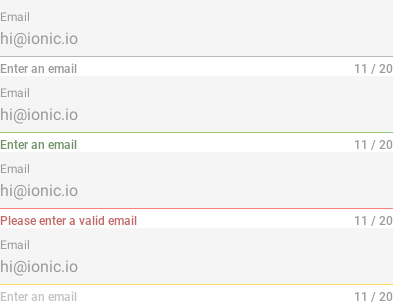 Email
hi@ionic.io
Enter an email 11 / 20
Email
hi@ionic.io
Enter an email 11 / 20
Email
hi@ionic.io
Please enter a valid email 11 / 20
Email
hi@ionic.io
Enter an email 11 / 20